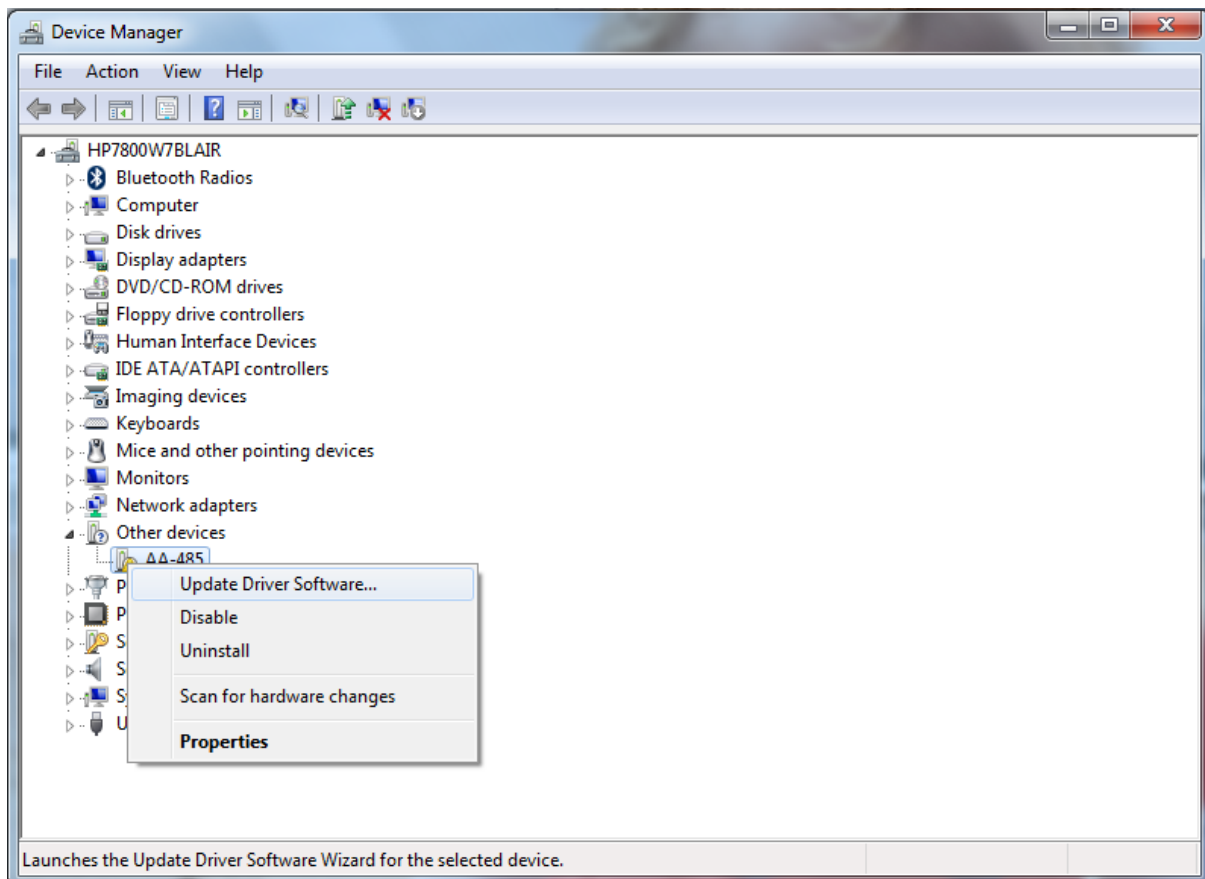 Device Manager
File Action View Help
HP7800W7BLAIR
Bluetooth Radios
Computer
Disk drives
Display adapters
DVD/CD-ROM drives
Floppy drive controllers
Human Interface Devices
IDE ATA/ATAPI controllers
Imaging devices
Keyboards
Mice and other pointing devices
Monitors
Network adapters
Other devices
AA-485
P
P
S
S
Sy
U
Update Driver Software...
Disable
Uninstall
Scan for hardware changes
Properties
Launches the Update Driver Software Wizard for the selected device.